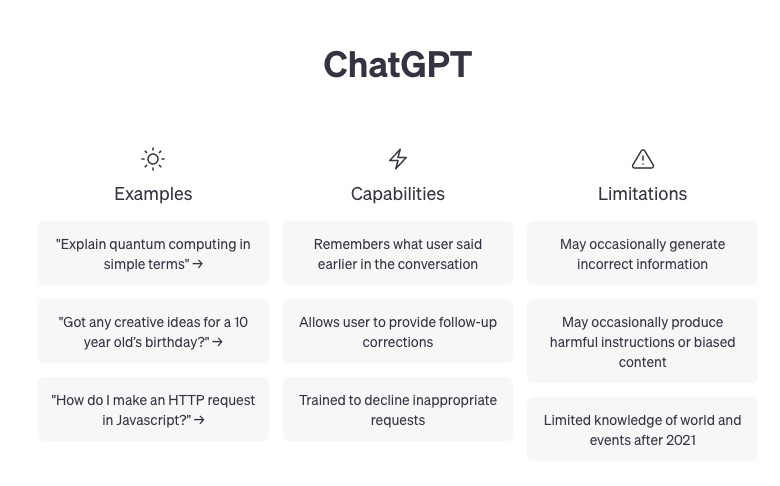 ChatGPT
Examples
"Explain quantum computing in
simple terms" →
"Got any creative ideas for a 10
year old's birthday?" →
"How do I make an HTTP request
in Javascript?" →
Capabilities
Remembers what user said
earlier in the conversation
Allows user to provide follow-up
corrections
Trained to decline inappropriate
requests
Limitations
May occasionally generate
incorrect information
May occasionally produce
harmful instructions or biased
content
Limited knowledge of world and
events after 2021